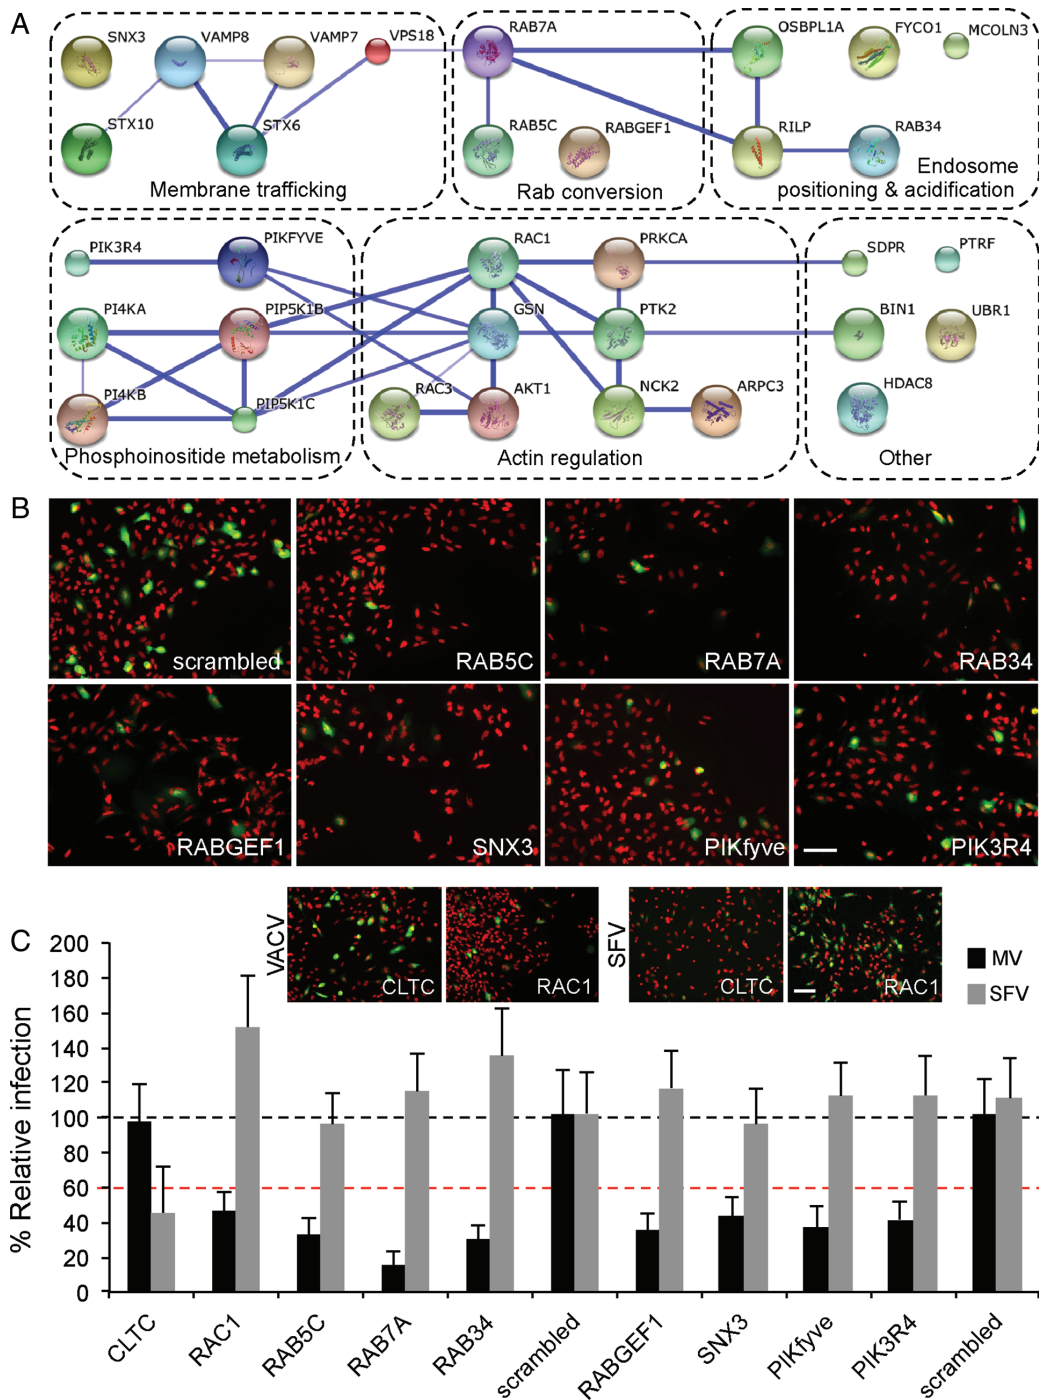 A
SNX3
VAMP8
VAMP7
VPS18
RAB7A
OSBPL1A
FYCO1
MCOLN3
STX10
STX6
RAB5C
RABGEF1
RILP
RAB34
Membrane trafficking
Rab conversion
Endosome
positioning & acidification
PIK3R4
PIKFYVE
RAC1
PRKCA
SDPR
PTRF
PI4KA
PIP5K1B
GSN
PTK2
BIN1
UBR1
PI4KB
PIP5K1C
RAC3
AKT1
NCK2
ARPC3
HDAC8
Phosphoinositide metabolism
Actin regulation
Other
B
scrambled
RAB5C
RAB7A
RAB34
RABGEF1
SNX3
PIKfyve
PIK3R4
C
VACV
CLTC
RAC1
SFV
CLTC
RAC1
MV
SFV
% Relative infection
200
180
160
140
120
100
80
60
40
20
0
CLTC
RAC1
RAB5C
RAB7A
RAB34
scrambled
RABGEF1
SNX3
PIKfyve
PIK3R4
scrambled